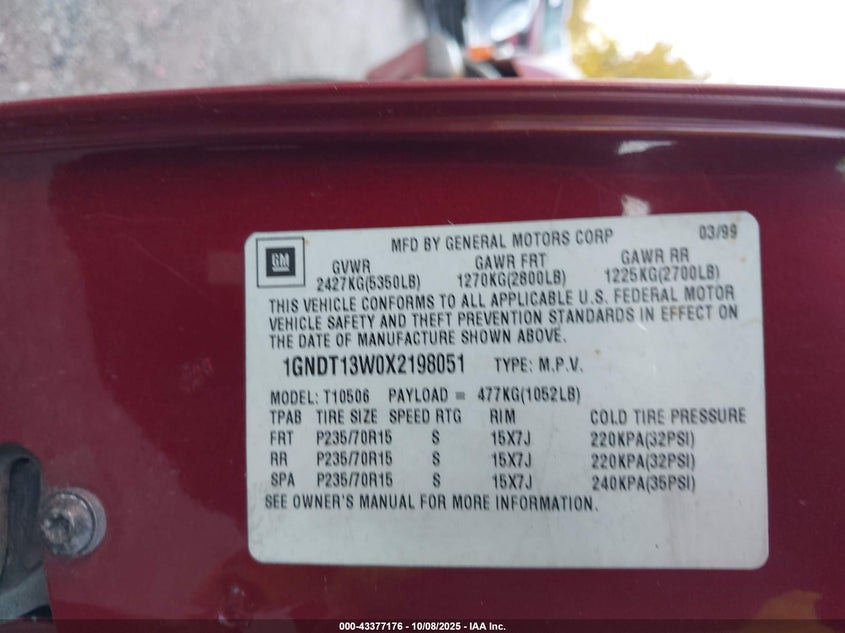 MFD BY GENERAL MOTORS CORP 03/99
GM
GVWR GAWR FRT GAWR RR
2427KG(5350LB) 1270KG(2800LB) 1225KG(2700LB)
THIS VEHICLE CONFORMS TO ALL APPLICABLE U.S. FEDERAL MOTOR
VEHICLE SAFETY AND THEFT PREVENTION STANDARDS IN EFFECT ON
THE DATE OF MANUFACTURE SHOWN ABOVE.
1GNDT13W0X2198051 TYPE: M.P.V.
MODEL: T10506 PAYLOAD = 477KG(1052LB)
TPAB TIRE SIZE SPEED RTG RIM COLD TIRE PRESSURE
FRT P235/70R15 S 15X7J 220KPA(32PSI)
RR P235/70R15 S 15X7J 220KPA(32PSI)
SPA P235/70R15 S 15X7J 240KPA(35PSI)
SEE OWNER'S MANUAL FOR MORE INFORMATION.
000-43377176 - 10/08/2025 - IAA Inc.